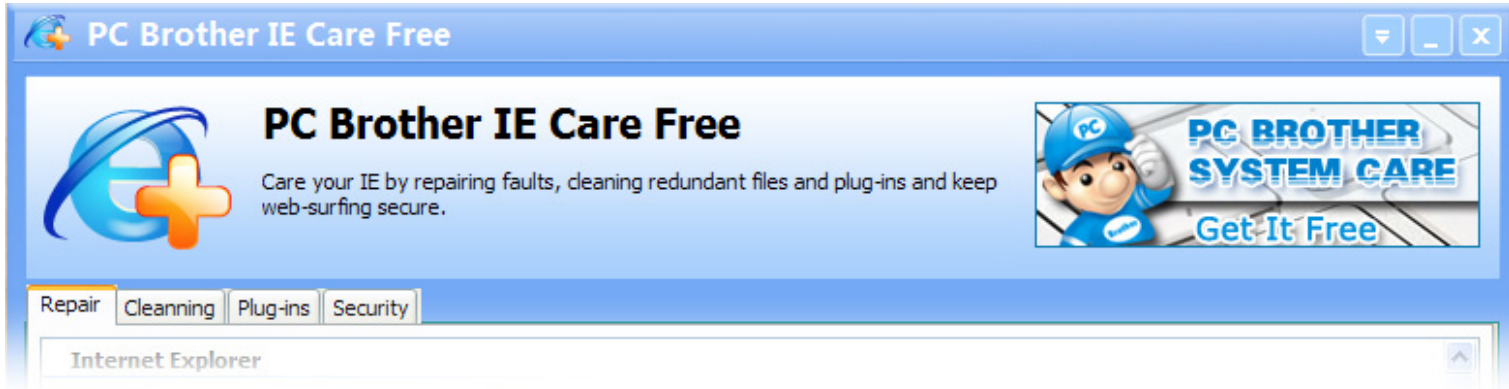 PC Brother IE Care Free
PC Brother IE Care Free
Care your IE by repairing faults, cleaning redundant files and plug-ins and keep
web-surfing secure.
PC
PC BROTHER
SYSTEM CARE
Get It Free
Brother
Repair
Cleanning
Plug-ins
Security
Internet Explorer